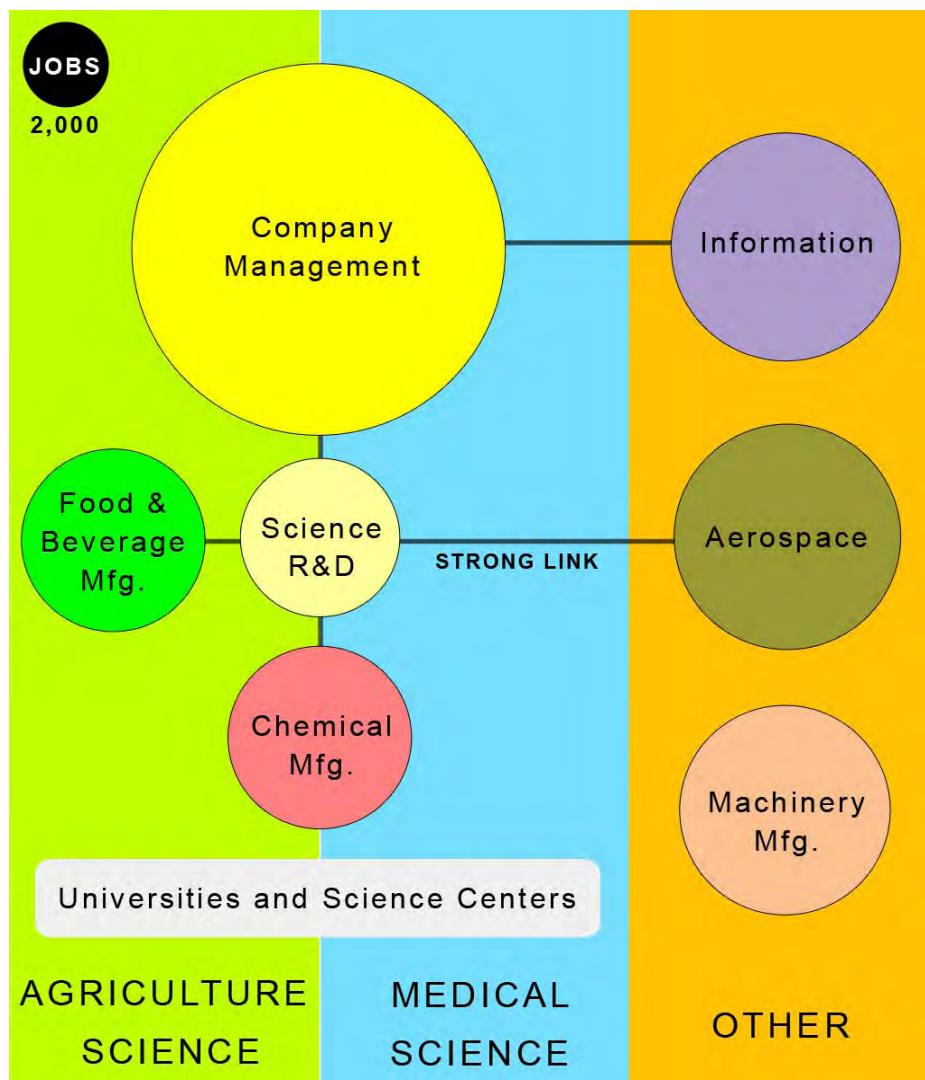 JOBS
2,000
Company
Management
Information
Food &
Beverage
Mfg.
Science
R&D
STRONG LINK
Aerospace
Chemical
Mfg.
Machinery
Mfg.
Universities and Science Centers
AGRICULTURE
SCIENCE
MEDICAL
SCIENCE
OTHER